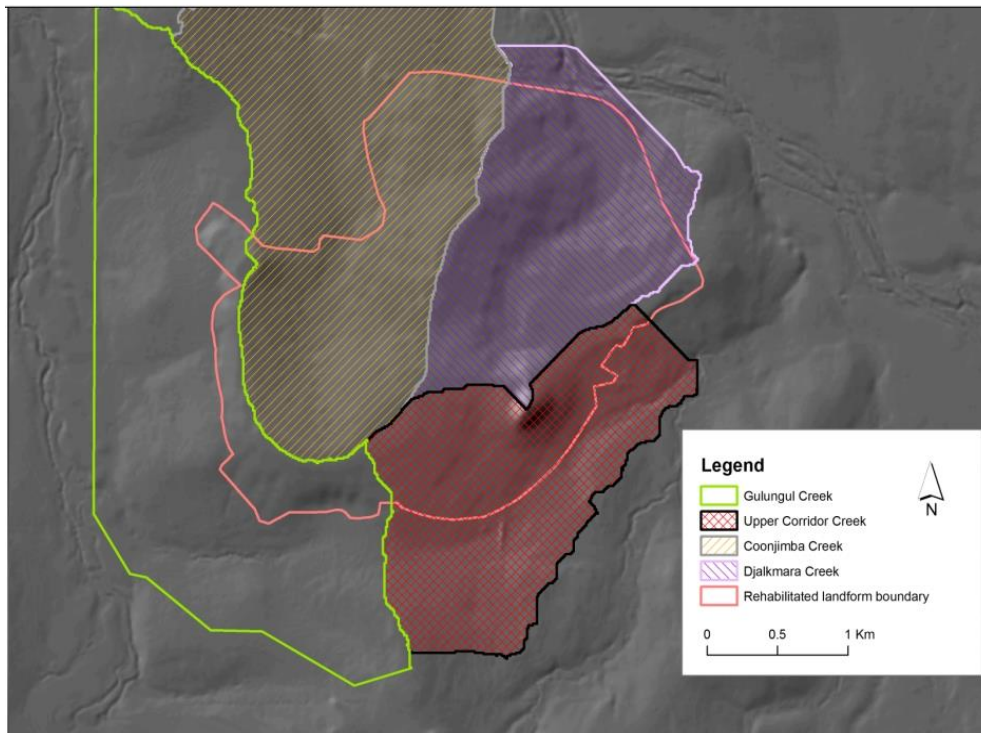 Legend
Gulungul Creek
Upper Corridor Creek
Coonjimba Creek
Djalkmara Creek
Rehabilitated landform boundary
N
0 0.5 1 Km